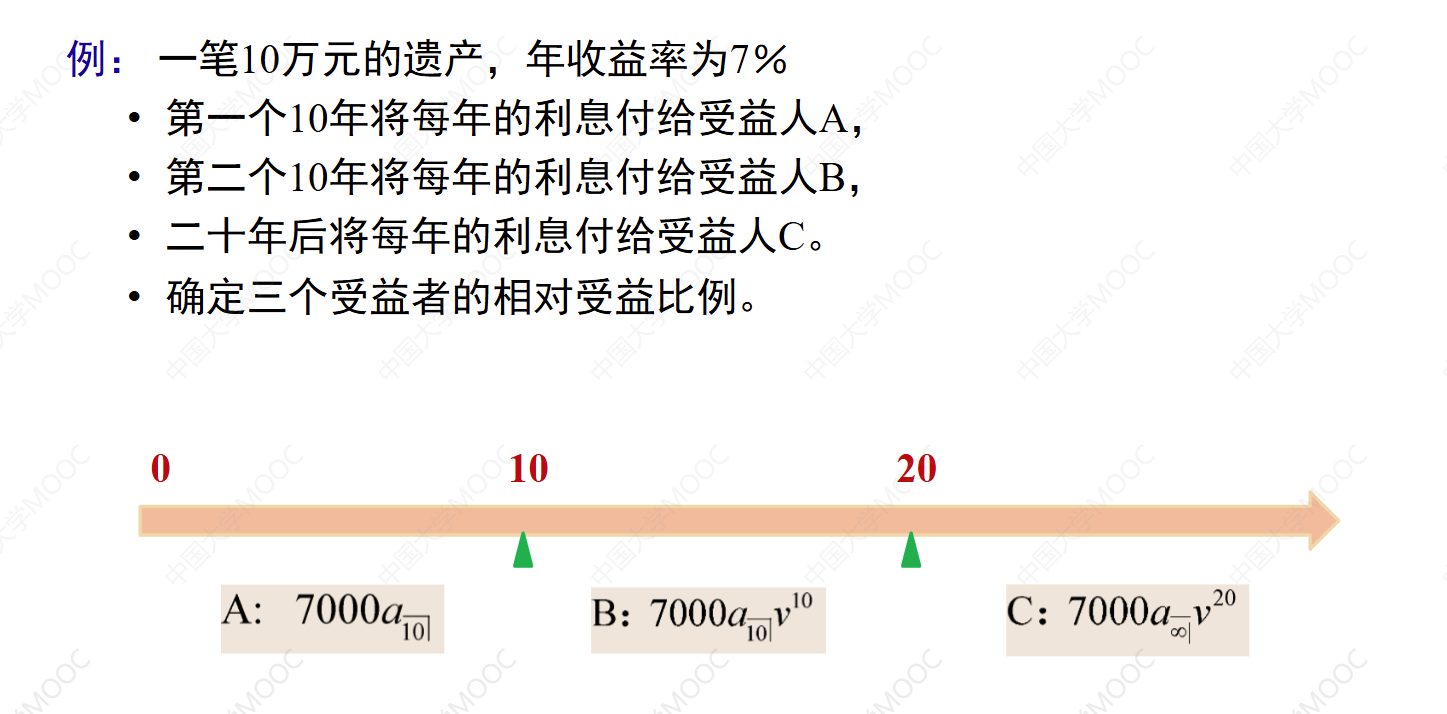 例： 一笔10万元的遗产，年收益率为7％
• 第一个10年将每年的利息付给受益人A，
• 第二个10年将每年的利息付给受益人B，
• 二十年后将每年的利息付给受益人C。
• 确定三个受益者的相对受益比例。
0 10 20
A: 7000a_{\overline{10}|} B：7000a_{\overline{10}|}v^{10} C：7000a_{\overline{∞}|}v^{20}
中国大学MOOC